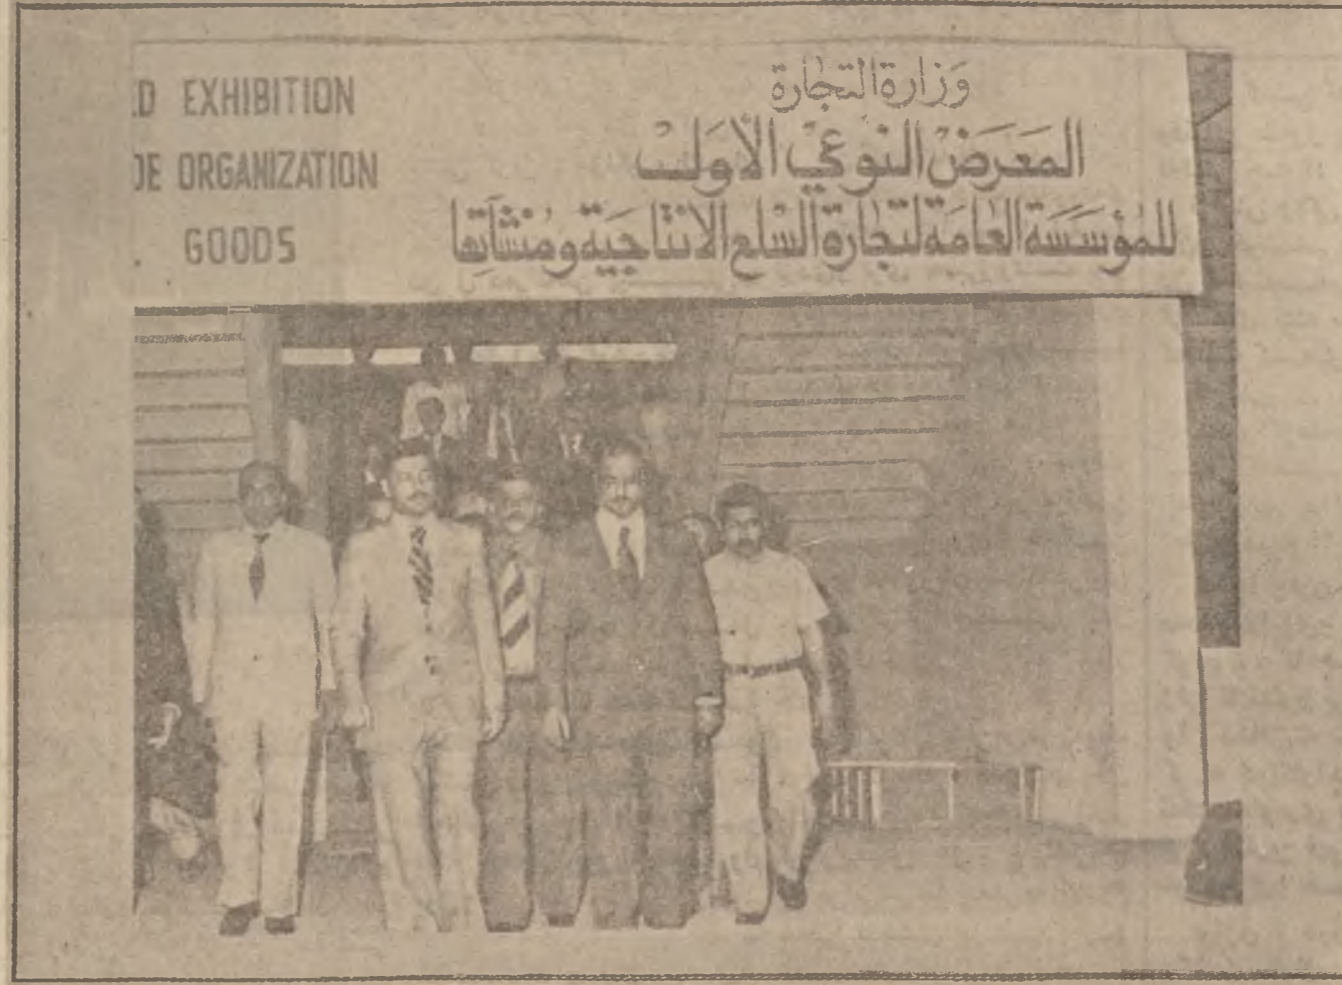 وزارة التجارة
المعرض النوعي الأول
للمؤسسة العامة لتجارة السلع الانتاجية ومنشآتها
EXHIBITION
ORGANIZATION
GOODS